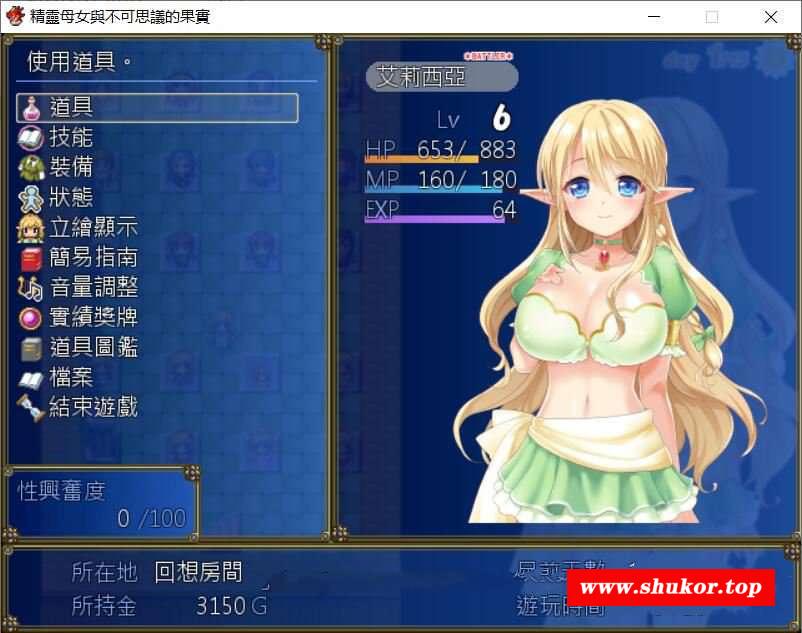 精靈母女與不可思議的果實
使用道具。
道具
技能
裝備
狀態
立繪顯示
簡易指南
音量調整
實績獎牌
道具圖鑑
檔案
結束遊戲
性興奮度
0 /100
*BATTLER*
艾莉西亞
Lv 6
HP 653/ 883
MP 160/ 180
EXP 64
所在地 回想房間
所持金 3150 G
遊玩時間
www.shukor.top